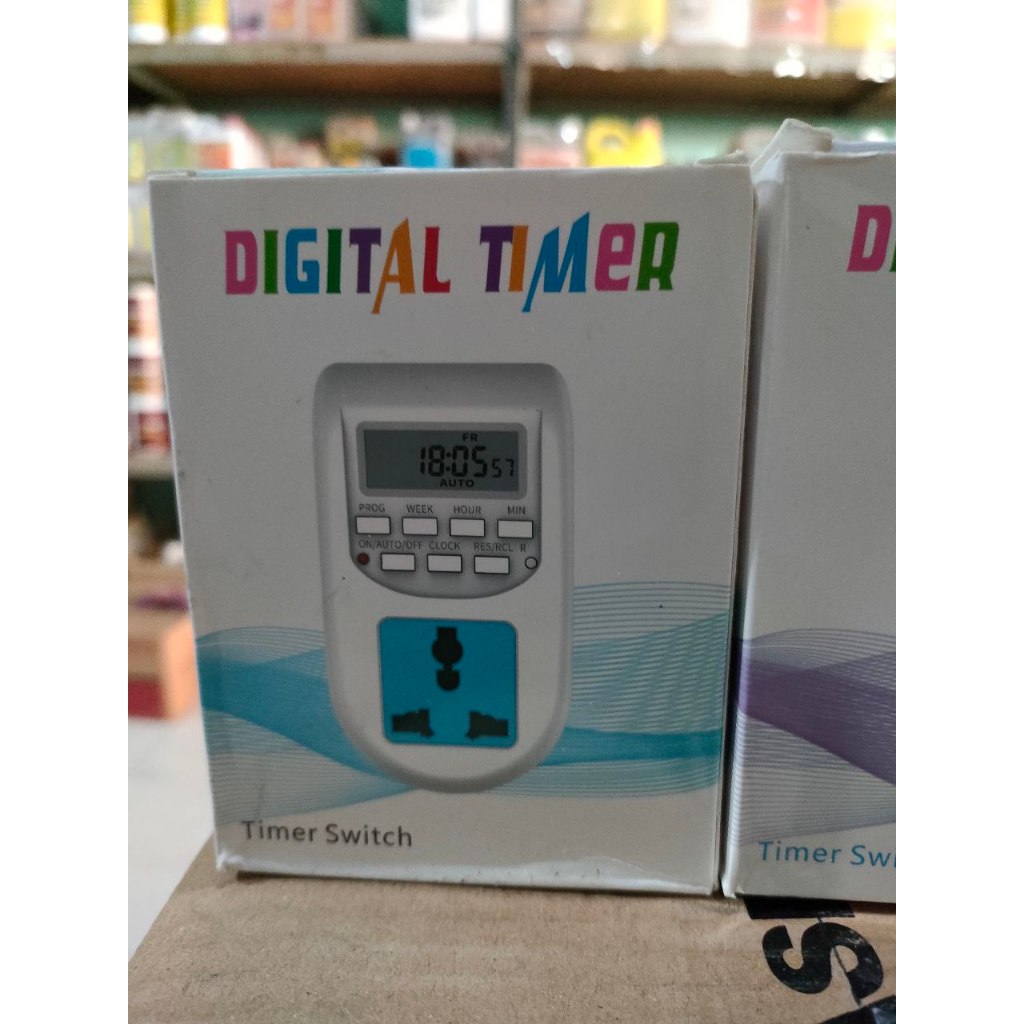 DIGITAL TIMER
FR
18:05 57
AUTO
PROG WEEK HOUR MIN
ON/AUTO/OFF CLOCK RES/RCL R
Timer Switch
Timer